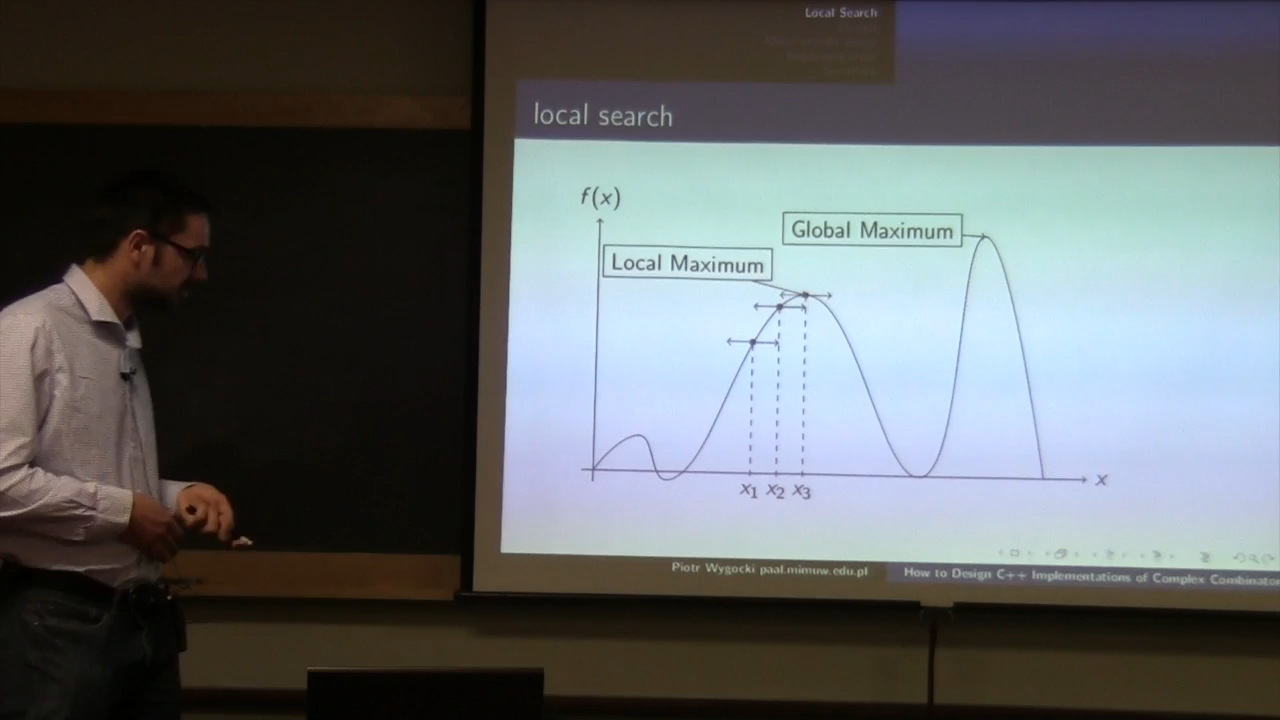 Local Search
local search
f(x)
Global Maximum
Local Maximum
x₁ x₂ x₃
x
Piotr Wygocki paal.mimuw.edu.pl
How to Design C++ Implementations of Complex Combinator